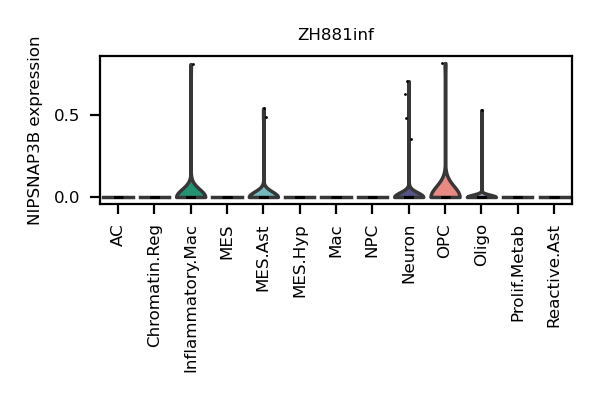 ZH881inf
NIPSNAP3B expression
0.5
0.0
AC
Chromatin.Reg
Inflammatory.Mac
MES
MES.Ast
MES.Hyp
Mac
NPC
Neuron
OPC
Oligo
Prolif.Metab
Reactive.Ast